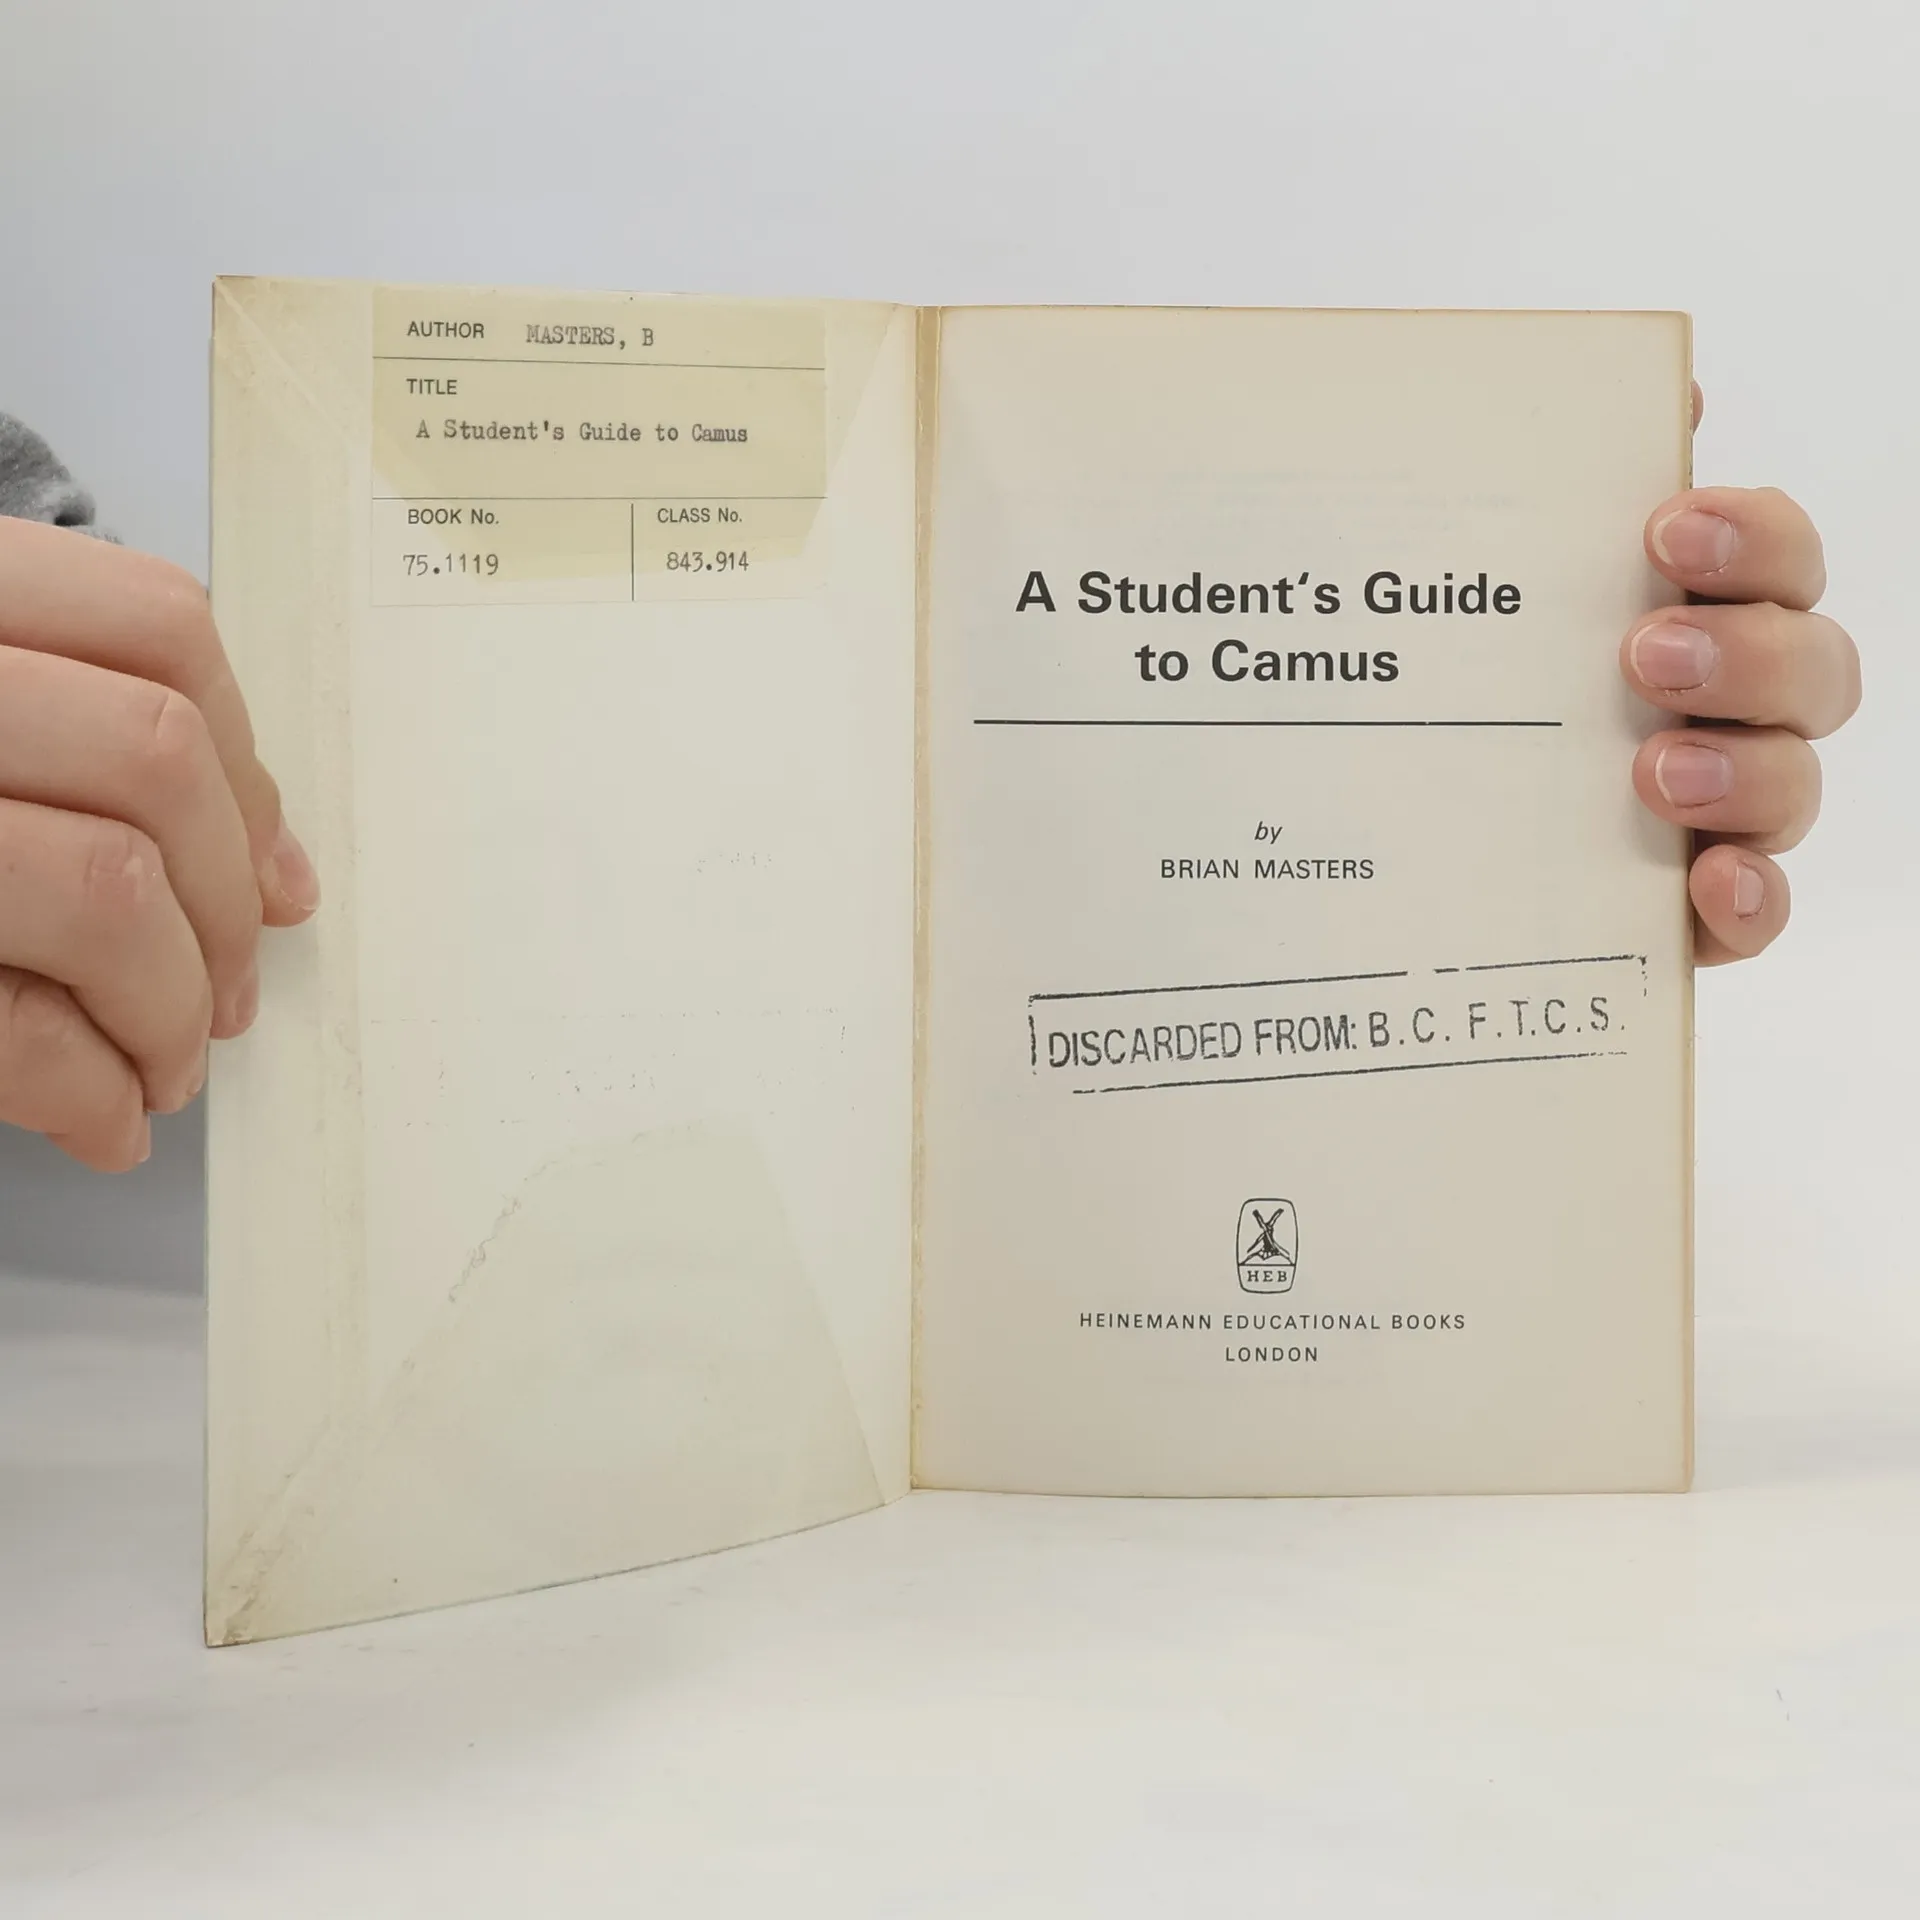 AUTHOR MASTERS, B
TITLE
A Student's Guide to Camus
BOOK No. CLASS No.
75.1119 843.914
A Student‘s Guide
to Camus
by
BRIAN MASTERS
DISCARDED FROM: B.C. F.T.C.S.
HEB
HEINEMANN EDUCATIONAL BOOKS
LONDON